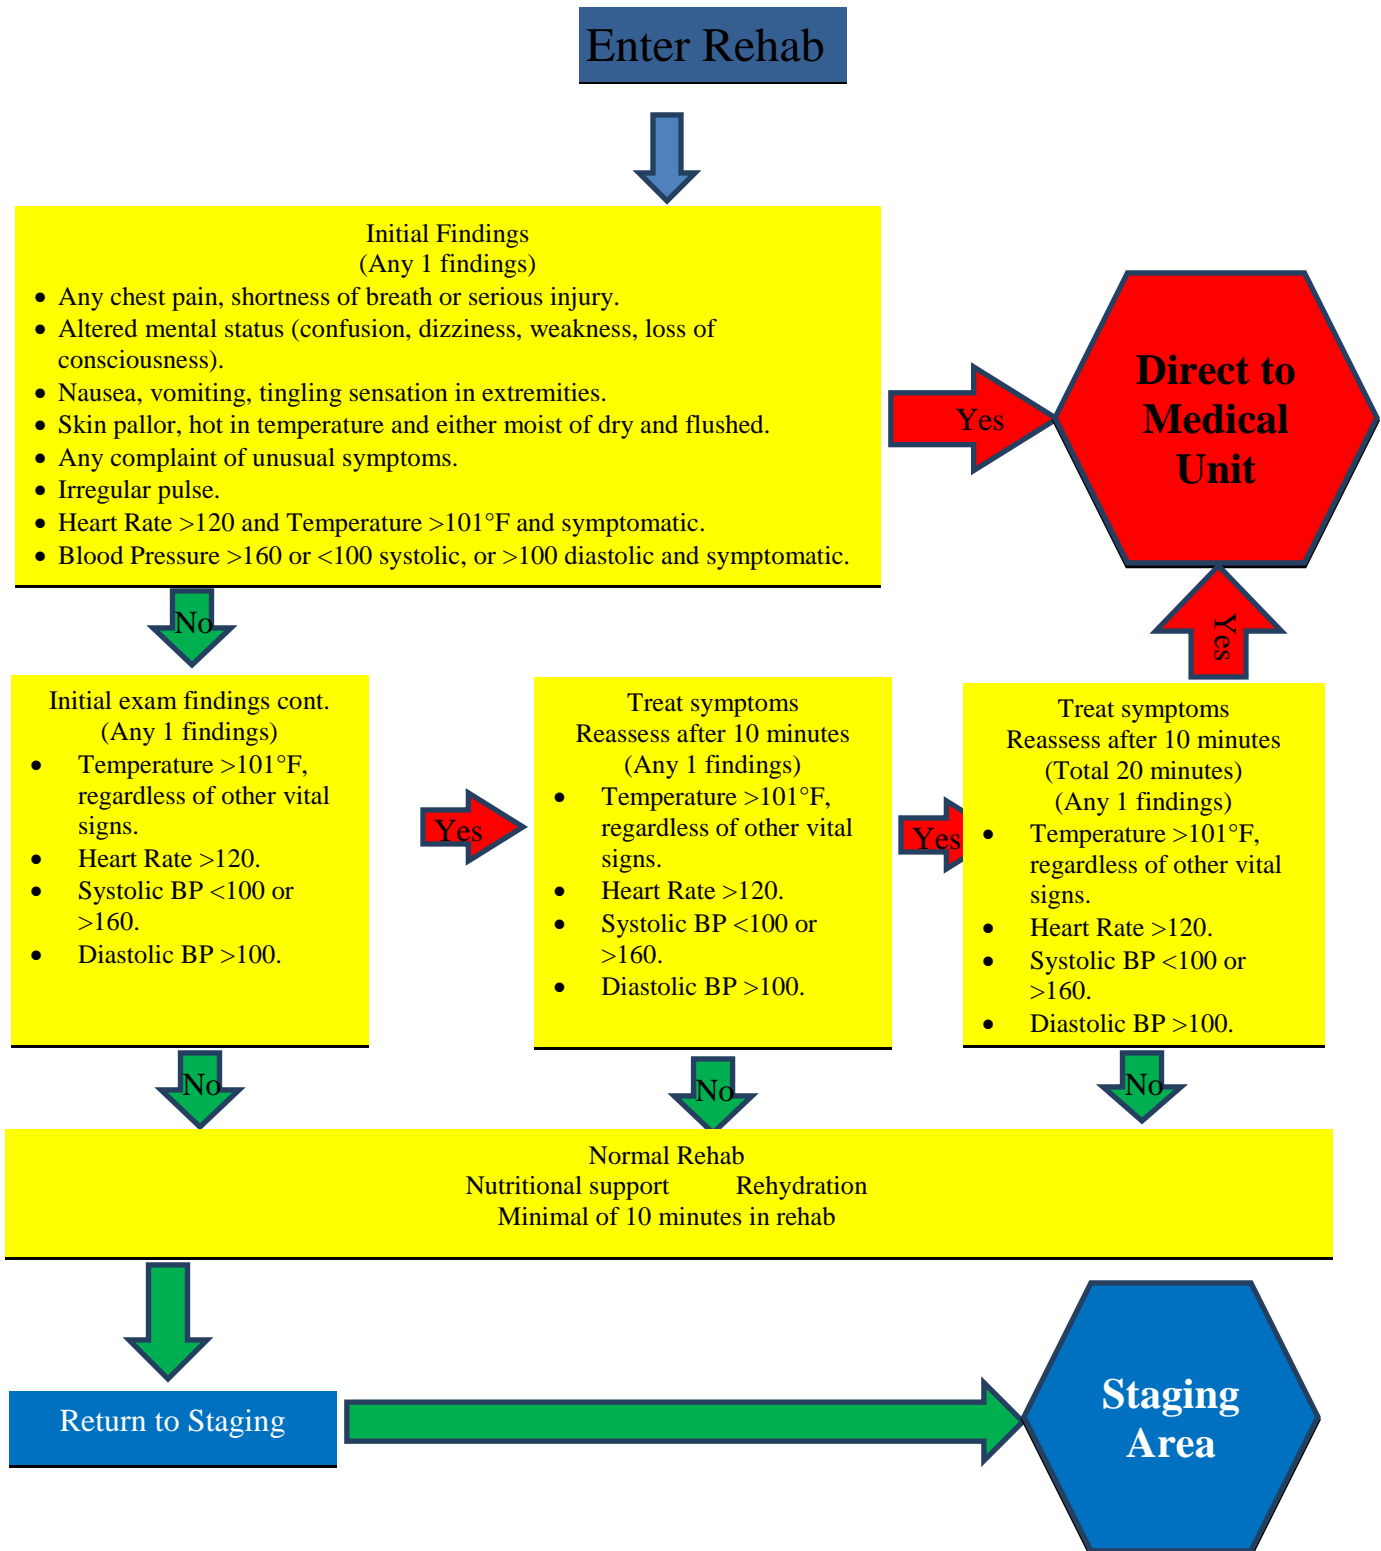 Enter Rehab
Initial Findings
(Any 1 findings)
• Any chest pain, shortness of breath or serious injury.
• Altered mental status (confusion, dizziness, weakness, loss of
consciousness).
• Nausea, vomiting, tingling sensation in extremities.
• Skin pallor, hot in temperature and either moist of dry and flushed.
• Any complaint of unusual symptoms.
• Irregular pulse.
• Heart Rate >120 and Temperature >101°F and symptomatic.
• Blood Pressure >160 or <100 systolic, or >100 diastolic and symptomatic.
Yes
Direct to
Medical
Unit
No
Yes
Initial exam findings cont.
(Any 1 findings)
• Temperature >101°F,
regardless of other vital
signs.
• Heart Rate >120.
• Systolic BP <100 or
>160.
• Diastolic BP >100.
Yes
Treat symptoms
Reassess after 10 minutes
(Any 1 findings)
• Temperature >101°F,
regardless of other vital
signs.
• Heart Rate >120.
• Systolic BP <100 or
>160.
• Diastolic BP >100.
Yes
Treat symptoms
Reassess after 10 minutes
(Total 20 minutes)
(Any 1 findings)
• Temperature >101°F,
regardless of other vital
signs.
• Heart Rate >120.
• Systolic BP <100 or
>160.
• Diastolic BP >100.
No
No
No
Normal Rehab
Nutritional support Rehydration
Minimal of 10 minutes in rehab
Return to Staging
Staging
Area